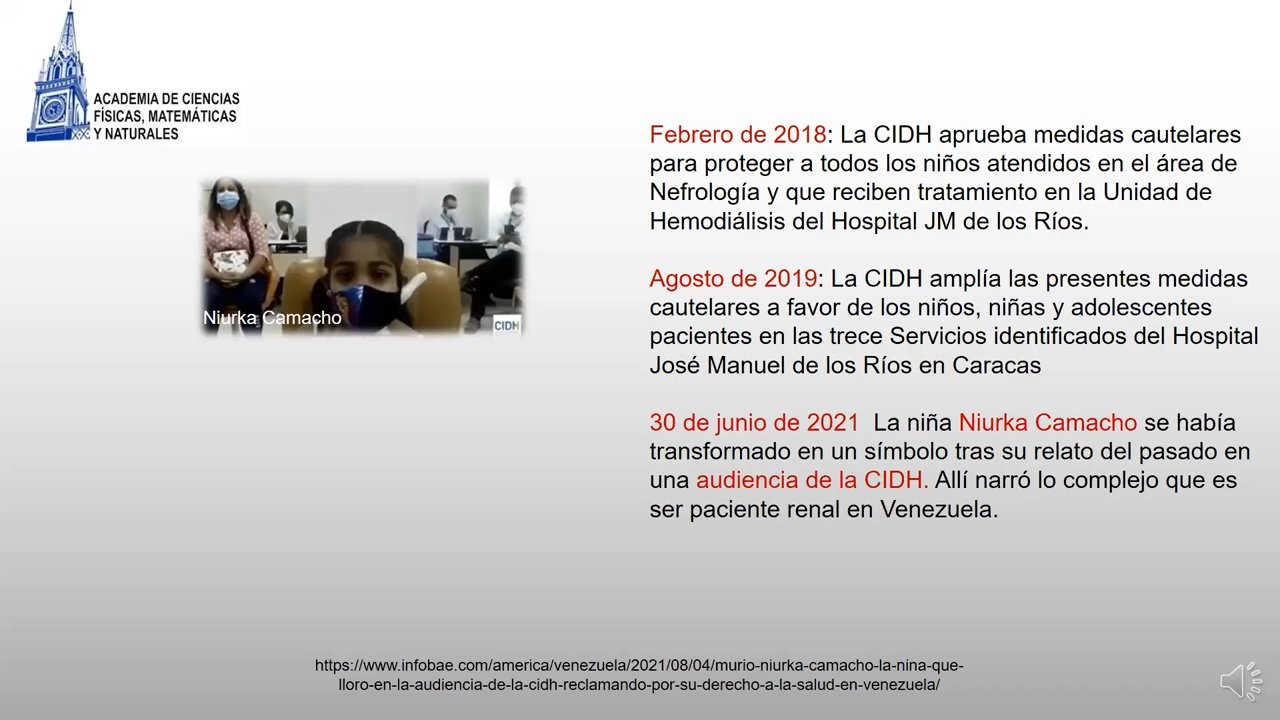 ACADEMIA DE CIENCIAS
FÍSICAS, MATEMÁTICAS
Y NATURALES
Niurka Camacho
CIDH
Febrero de 2018: La CIDH aprueba medidas cautelares
para proteger a todos los niños atendidos en el área de
Nefrología y que reciben tratamiento en la Unidad de
Hemodiálisis del Hospital JM de los Ríos.
Agosto de 2019: La CIDH amplía las presentes medidas
cautelares a favor de los niños, niñas y adolescentes
pacientes en las trece Servicios identificados del Hospital
José Manuel de los Ríos en Caracas
30 de junio de 2021 La niña Niurka Camacho se había
transformado en un símbolo tras su relato del pasado en
una audiencia de la CIDH. Allí narró lo complejo que es
ser paciente renal en Venezuela.
https://www.infobae.com/america/venezuela/2021/08/04/murio-niurka-camacho-la-nina-que-
lloro-en-la-audiencia-de-la-cidh-reclamando-por-su-derecho-a-la-salud-en-venezuela/